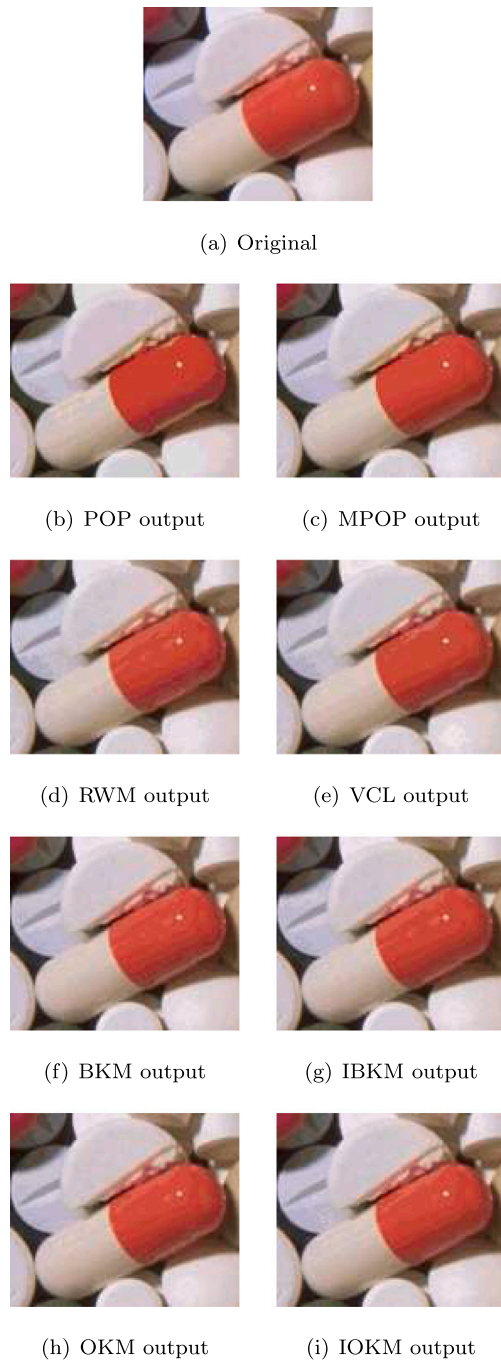 (a) Original
(b) POP output
(c) MPOP output
(d) RWM output
(e) VCL output
(f) BKM output
(g) IBKM output
(h) OKM output
(i) IOKM output